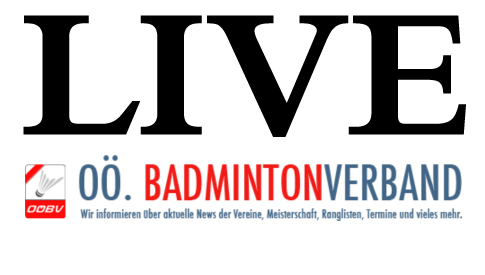 LIVE
OÖ. BADMINTONVERBAND
OÖBV
Wir informieren über aktuelle News der Vereine, Meisterschaft, Ranglisten, Termine und vieles mehr.